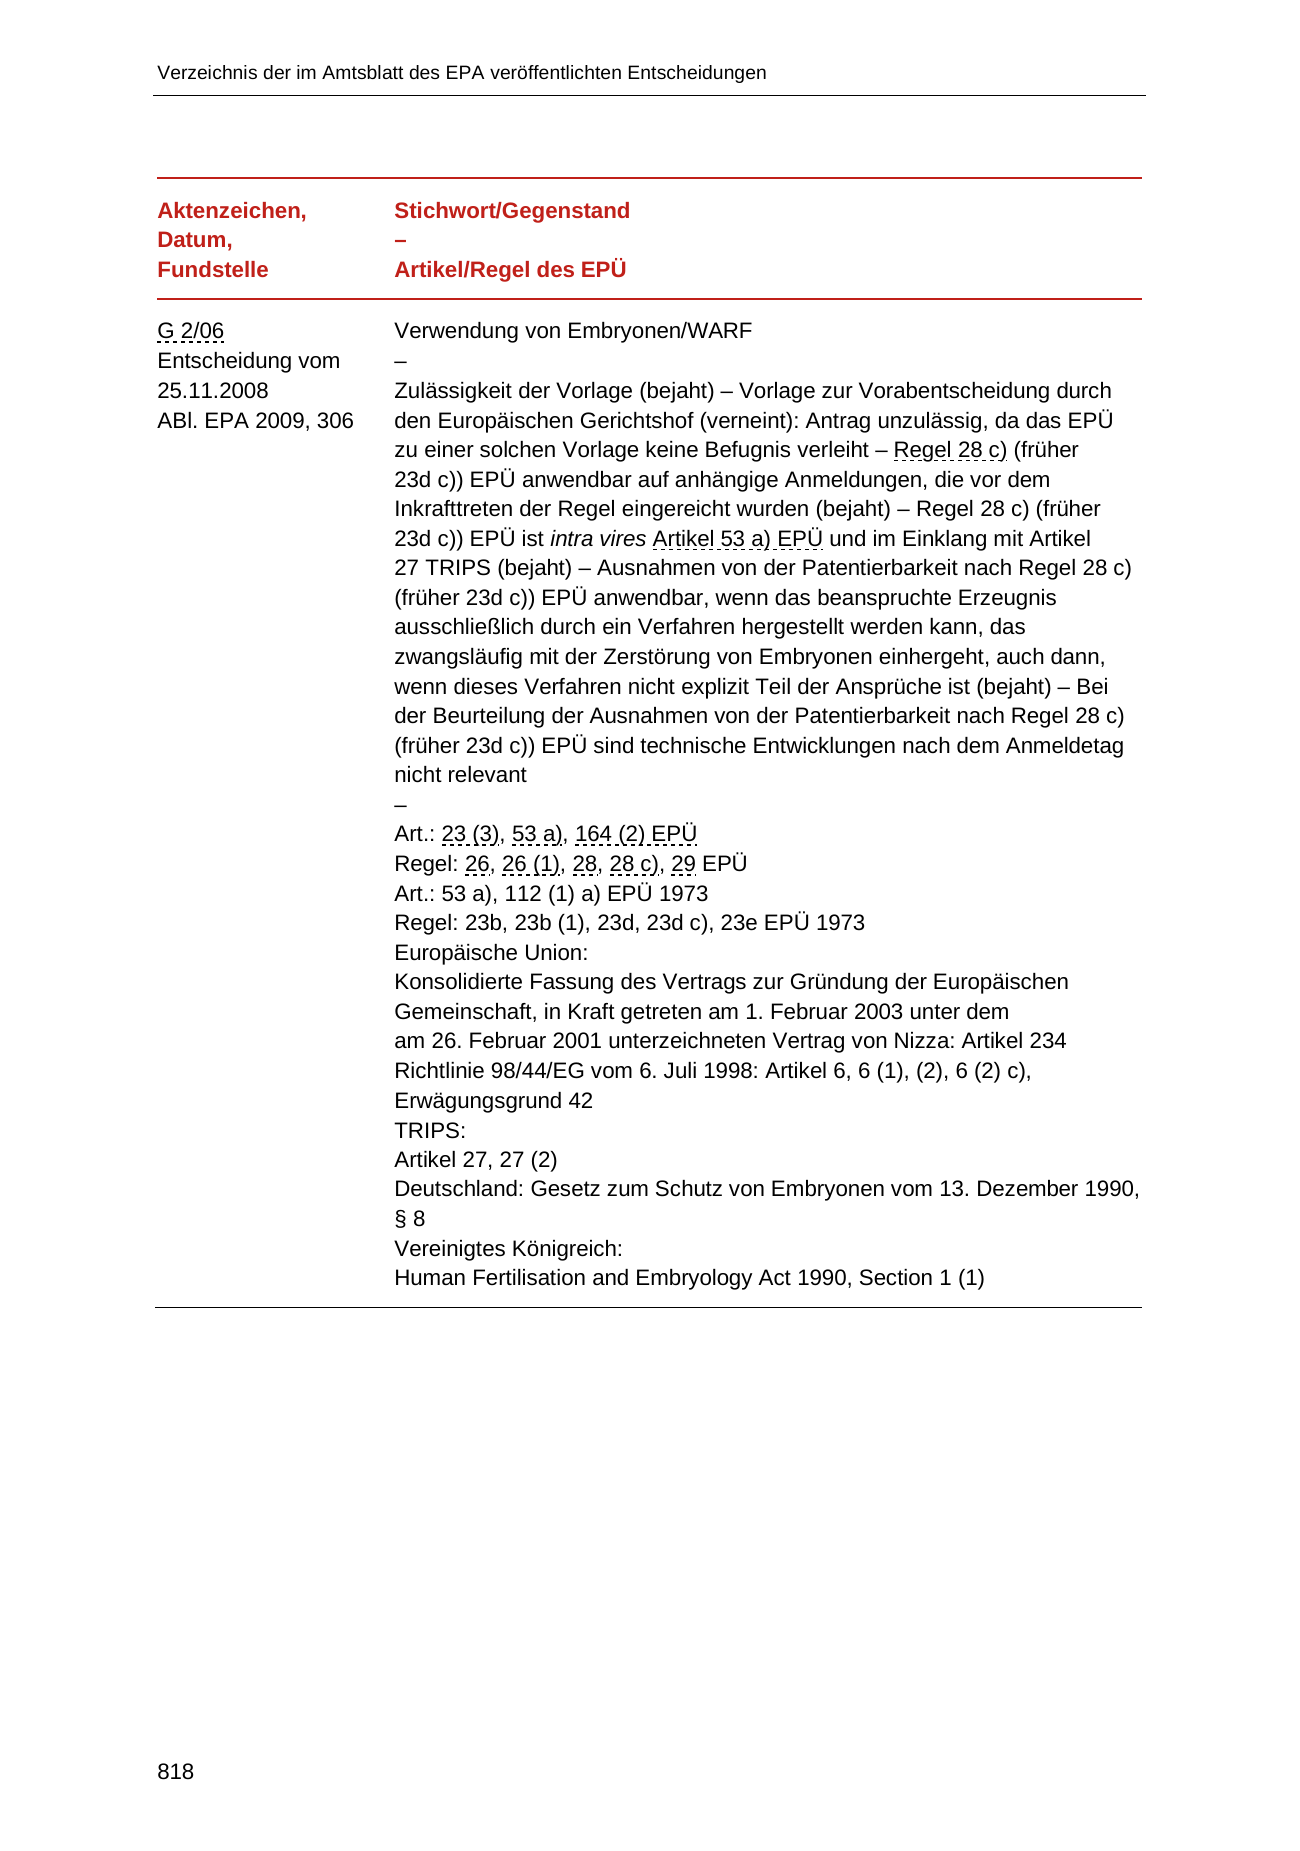 Verzeichnis der im Amtsblatt des EPA veröffentlichten Entscheidungen
Aktenzeichen,
Datum,
Fundstelle
Stichwort/Gegenstand
–
Artikel/Regel des EPÜ
G 2/06
Entscheidung vom
25.11.2008
ABl. EPA 2009, 306
Verwendung von Embryonen/WARF
–
Zulässigkeit der Vorlage (bejaht) – Vorlage zur Vorabentscheidung durch
den Europäischen Gerichtshof (verneint): Antrag unzulässig, da das EPÜ
zu einer solchen Vorlage keine Befugnis verleiht – Regel 28 c) (früher
23d c)) EPÜ anwendbar auf anhängige Anmeldungen, die vor dem
Inkrafttreten der Regel eingereicht wurden (bejaht) – Regel 28 c) (früher
23d c)) EPÜ ist intra vires Artikel 53 a) EPÜ und im Einklang mit Artikel
27 TRIPS (bejaht) – Ausnahmen von der Patentierbarkeit nach Regel 28 c)
(früher 23d c)) EPÜ anwendbar, wenn das beanspruchte Erzeugnis
ausschließlich durch ein Verfahren hergestellt werden kann, das
zwangsläufig mit der Zerstörung von Embryonen einhergeht, auch dann,
wenn dieses Verfahren nicht explizit Teil der Ansprüche ist (bejaht) – Bei
der Beurteilung der Ausnahmen von der Patentierbarkeit nach Regel 28 c)
(früher 23d c)) EPÜ sind technische Entwicklungen nach dem Anmeldetag
nicht relevant
–
Art.: 23 (3), 53 a), 164 (2) EPÜ
Regel: 26, 26 (1), 28, 28 c), 29 EPÜ
Art.: 53 a), 112 (1) a) EPÜ 1973
Regel: 23b, 23b (1), 23d, 23d c), 23e EPÜ 1973
Europäische Union:
Konsolidierte Fassung des Vertrags zur Gründung der Europäischen
Gemeinschaft, in Kraft getreten am 1. Februar 2003 unter dem
am 26. Februar 2001 unterzeichneten Vertrag von Nizza: Artikel 234
Richtlinie 98/44/EG vom 6. Juli 1998: Artikel 6, 6 (1), (2), 6 (2) c),
Erwägungsgrund 42
TRIPS:
Artikel 27, 27 (2)
Deutschland: Gesetz zum Schutz von Embryonen vom 13. Dezember 1990,
§ 8
Vereinigtes Königreich:
Human Fertilisation and Embryology Act 1990, Section 1 (1)
818